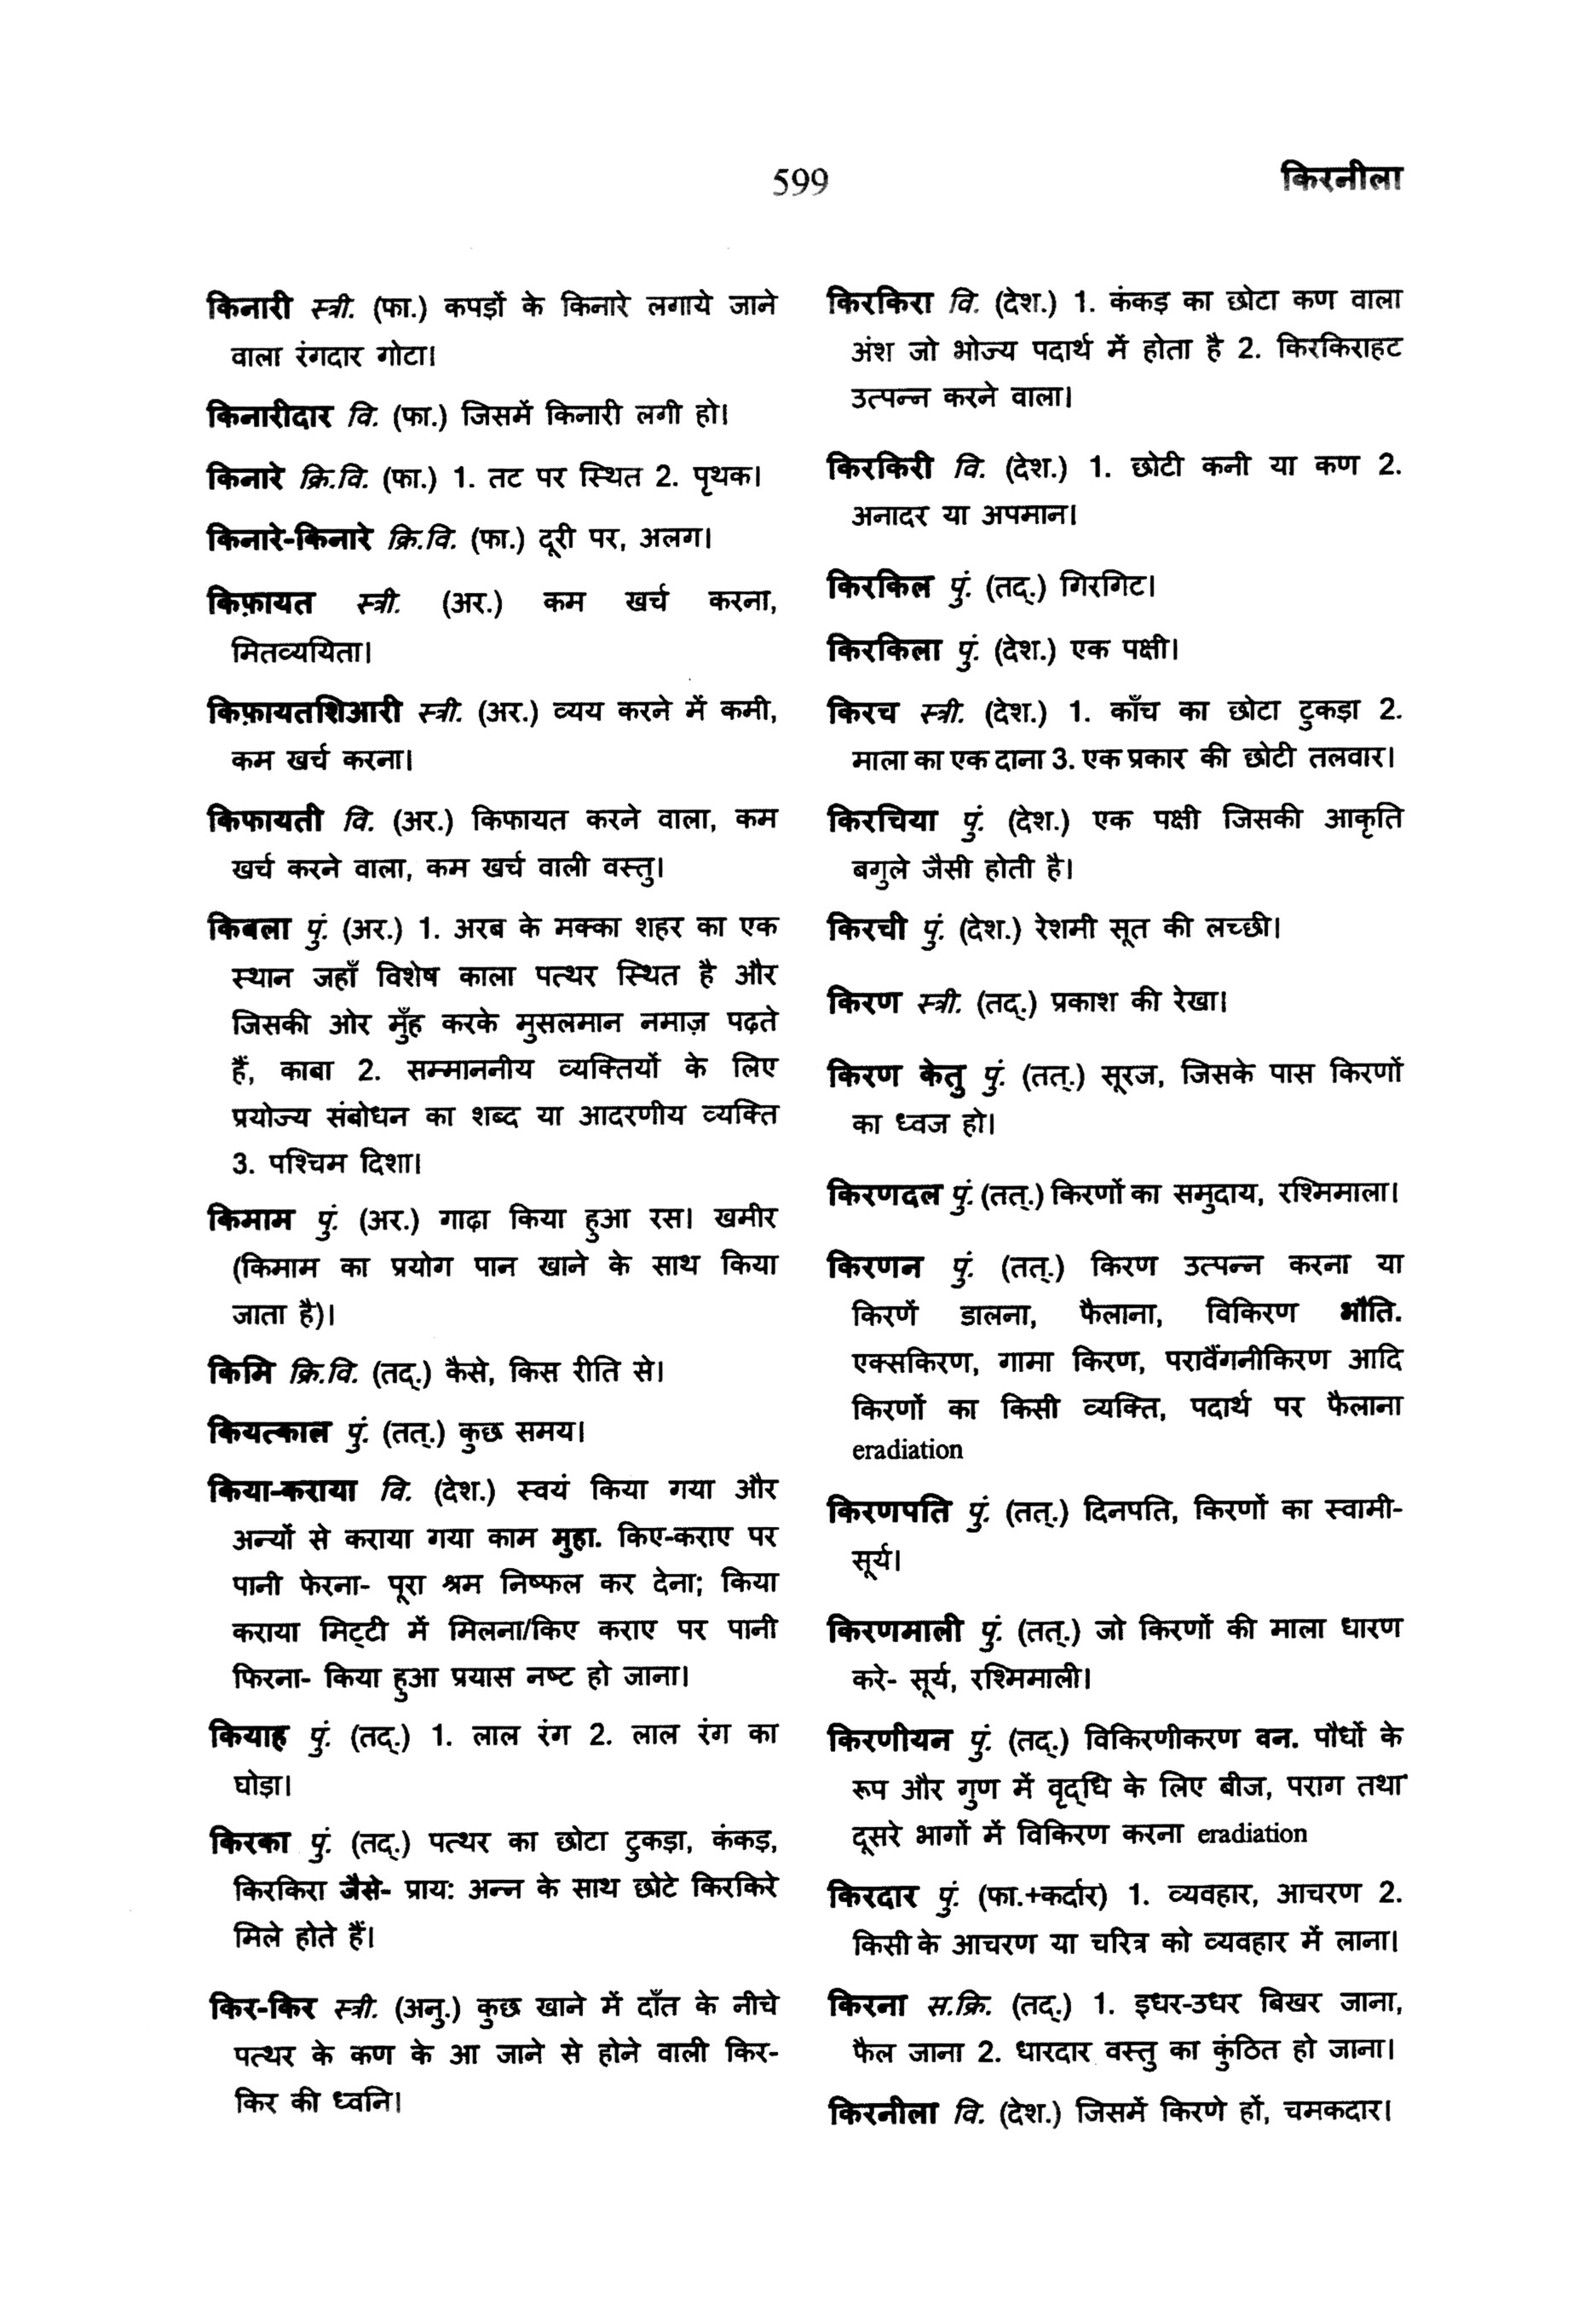 599
किरनीला
किनारी स्त्री. (फा.) कपड़ों के किनारे लगाये जाने
वाला रंगदार गोटा।
किनारीदार वि. (फा.) जिसमें किनारी लगी हो।
किनारे क्रि.वि. (फा.) 1. तट पर स्थित 2. पृथक।
किनारे-किनारे क्रि.वि. (फा.) दूरी पर, अलग।
किफ़ायत स्त्री. (अर.) कम खर्च करना,
मितव्ययिता।
किफ़ायतशिआरी स्त्री. (अर.) व्यय करने में कमी,
कम खर्च करना।
किफायती वि. (अर.) किफायत करने वाला, कम
खर्च करने वाला, कम खर्च वाली वस्तु।
किबला पुं. (अर.) 1. अरब के मक्का शहर का एक
स्थान जहाँ विशेष काला पत्थर स्थित है और
जिसकी ओर मुँह करके मुसलमान नमाज़ पढ़ते
हैं, काबा 2. सम्माननीय व्यक्तियों के लिए
प्रयोज्य संबोधन का शब्द या आदरणीय व्यक्ति
3. पश्चिम दिशा।
किमाम पुं. (अर.) गाढ़ा किया हुआ रस। खमीर
(किमाम का प्रयोग पान खाने के साथ किया
जाता है)।
किमि क्रि.वि. (तद्.) कैसे, किस रीति से।
कियत्काल पुं. (तत्.) कुछ समय।
किया-कराया वि. (देश.) स्वयं किया गया और
अन्यों से कराया गया काम मुहा. किए-कराए पर
पानी फेरना- पूरा श्रम निष्फल कर देना; किया
कराया मिट्टी में मिलना/किए कराए पर पानी
फिरना- किया हुआ प्रयास नष्ट हो जाना।
कियाह पुं. (तद्.) 1. लाल रंग 2. लाल रंग का
घोड़ा।
किरका पुं. (तद्.) पत्थर का छोटा टुकड़ा, कंकड़,
किरकिरा जैसे- प्राय: अन्न के साथ छोटे किरकिरे
मिले होते हैं।
किर-किर स्त्री. (अनु.) कुछ खाने में दाँत के नीचे
पत्थर के कण के आ जाने से होने वाली किर-
किर की ध्वनि।
किरकिरा वि. (देश.) 1. कंकड़ का छोटा कण वाला
अंश जो भोज्य पदार्थ में होता है 2. किरकिराहट
उत्पन्न करने वाला।
किरकिरी वि. (देश.) 1. छोटी कनी या कण 2.
अनादर या अपमान।
किरकिल पुं. (तद्.) गिरगिट।
किरकिला पुं. (देश.) एक पक्षी।
किरच स्त्री. (देश.) 1. काँच का छोटा टुकड़ा 2.
माला का एक दाना 3. एक प्रकार की छोटी तलवार।
किरचिया पुं. (देश.) एक पक्षी जिसकी आकृति
बगुले जैसी होती है।
किरची पुं. (देश.) रेशमी सूत की लच्छी।
किरण स्त्री. (तद्.) प्रकाश की रेखा।
किरण केतु पुं. (तत्.) सूरज, जिसके पास किरणों
का ध्वज हो।
किरणदल पुं. (तत्.) किरणों का समुदाय, रश्मिमाला।
किरणन पुं. (तत्.) किरण उत्पन्न करना या
किरणें डालना, फैलाना, विकिरण भौति.
एक्सकिरण, गामा किरण, परावैंगनीकिरण आदि
किरणों का किसी व्यक्ति, पदार्थ पर फैलाना
eradiation
किरणपति पुं. (तत्.) दिनपति, किरणों का स्वामी-
सूर्य।
किरणमाली पुं. (तत्.) जो किरणों की माला धारण
करे- सूर्य, रश्मिमाली।
किरणीयन पुं. (तद्.) विकिरणीकरण वन. पौधों के
रूप और गुण में वृद्धि के लिए बीज, पराग तथा
दूसरे भागों में विकिरण करना eradiation
किरदार पुं. (फा.+कर्दार) 1. व्यवहार, आचरण 2.
किसी के आचरण या चरित्र को व्यवहार में लाना।
किरना स.क्रि. (तद्.) 1. इधर-उधर बिखर जाना,
फैल जाना 2. धारदार वस्तु का कुंठित हो जाना।
किरनीला वि. (देश.) जिसमें किरणे हों, चमकदार।